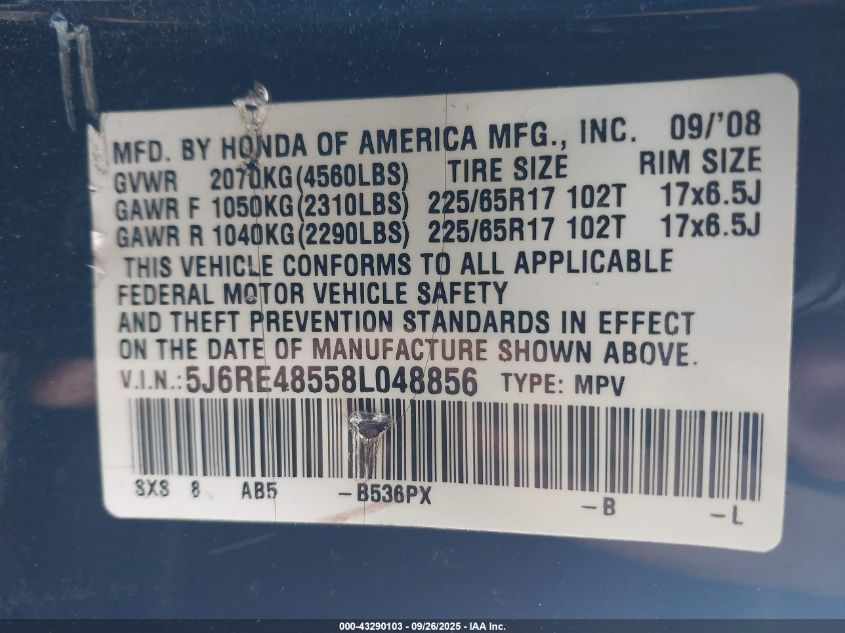 MFD. BY HONDA OF AMERICA MFG., INC. 09/'08
GVWR 2070KG(4560LBS) TIRE SIZE RIM SIZE
GAWR F 1050KG(2310LBS) 225/65R17 102T 17x6.5J
GAWR R 1040KG(2290LBS) 225/65R17 102T 17x6.5J
THIS VEHICLE CONFORMS TO ALL APPLICABLE
FEDERAL MOTOR VEHICLE SAFETY
AND THEFT PREVENTION STANDARDS IN EFFECT
ON THE DATE OF MANUFACTURE SHOWN ABOVE.
V.I.N.:5J6RE48558L048856 TYPE: MPV
SXS 8 AB5 -B536PX -B -L
000-43290103 - 09/26/2025 - IAA Inc.